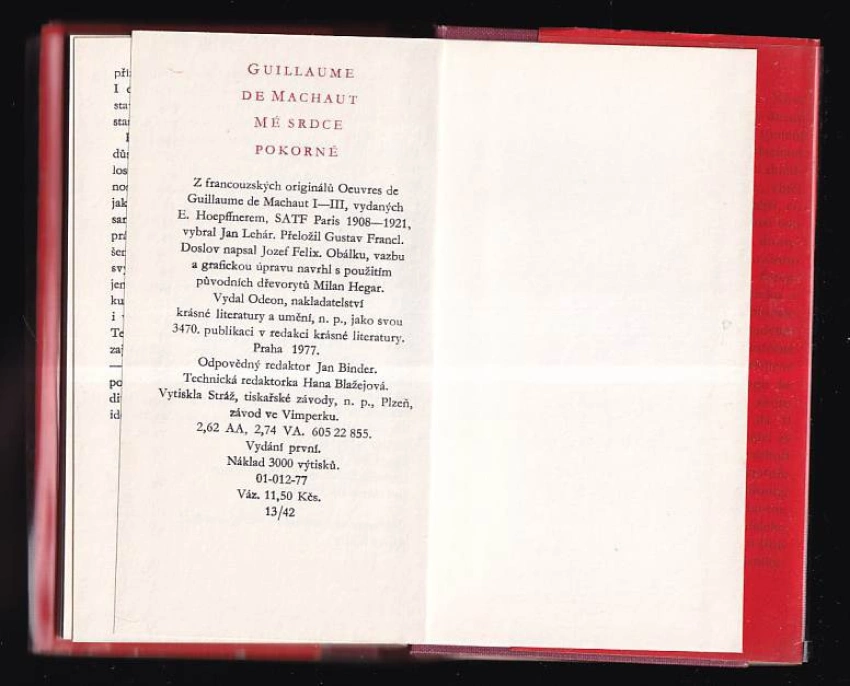 GUILLAUME
DE MACHAUT
MÉ SRDCE
POKORNÉ
Z francouzských originálů Oeuvres de
Guillaume de Machaut I—III, vydaných
E. Hoepffnerem, SATF Paris 1908—1921,
vybral Jan Lehár. Přeložil Gustav Francl.
Doslov napsal Jozef Felix. Obálku, vazbu
a grafickou úpravu navrhl s použitím
původních dřevorytů Milan Hegar.
Vydal Odeon, nakladatelství
krásné literatury a umění, n. p., jako svou
3470. publikaci v redakci krásné literatury.
Praha 1977.
Odpovědný redaktor Jan Binder.
Technická redaktorka Hana Blažejová.
Vytiskla Stráž, tiskařské závody, n. p., Plzeň,
závod ve Vimperku.
2,62 AA, 2,74 VA. 605 22 855.
Vydání první.
Náklad 3000 výtisků.
01-012-77
Váz. 11,50 Kčs.
13/42